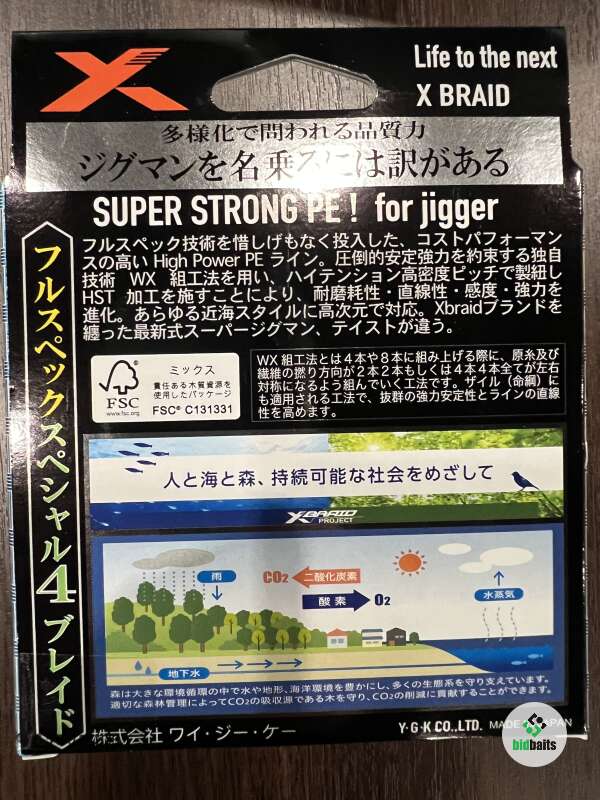 Life to the next
X BRAID
多様化で問われる品質力
ジグマンを名乗るには訳がある
SUPER STRONG PE! for jigger
フルスペックスペシャル4ブレイド
フルスペック技術を惜しげもなく投入した、コストパフォーマン
スの高い High Power PE ライン。圧倒的安定強力を約束する独自
技術 WX 組工法を用い、ハイテンション高密度ピッチで製紐し
HST 加工を施すことにより、耐磨耗性・直線性・感度・強力を
進化。あらゆる近海スタイルに高次元で対応。Xbraidブランドを
纏った最新式スーパージグマン、テイストが違う。
FSC
www.fsc.org
ミックス
責任ある木質資源を
使用したパッケージ
FSC® C131331
WX 組工法とは4本や8本に組み上げる際に、原糸及び
繊維の撚り方向が2本2本もしくは4本4本全てが左右
対称になるよう組んでいく工法です。ザイル(命綱)に
も適用される工法で、抜群の強力安定性とラインの直線
性を高めます。
人と海と森、持続可能な社会をめざして
X-BRAID
PROJECT
雨
CO2
二酸化炭素
酸素
O2
水蒸気
地下水
森は大きな環境循環の中で水や地形、海洋環境を豊かにし、多くの生態系を守り支えています。
適切な森林管理によってCO2の吸収源である木を守り、CO2の削減に貢献することができます。
株式会社 ワイ・ジー・ケー
Y・G・K CO., LTD. MADE IN JAPAN
bidbaits